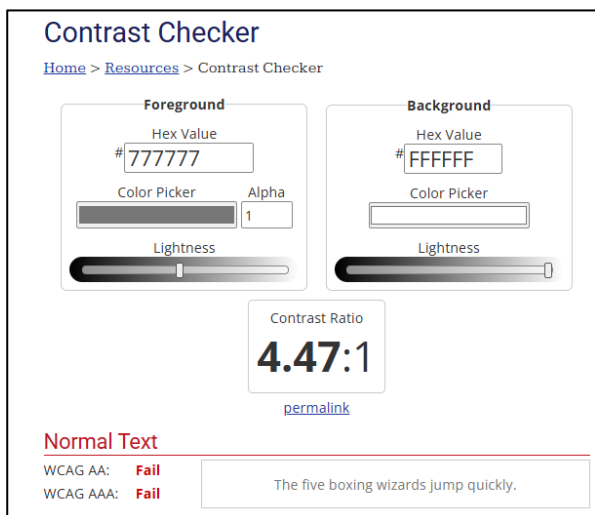 Contrast Checker
Home > Resources > Contrast Checker
Foreground
Hex Value
#777777
Color Picker Alpha
1
Lightness
Background
Hex Value
#FFFFFF
Color Picker
Lightness
Contrast Ratio
4.47:1
permalink
Normal Text
WCAG AA: Fail
WCAG AAA: Fail
The five boxing wizards jump quickly.